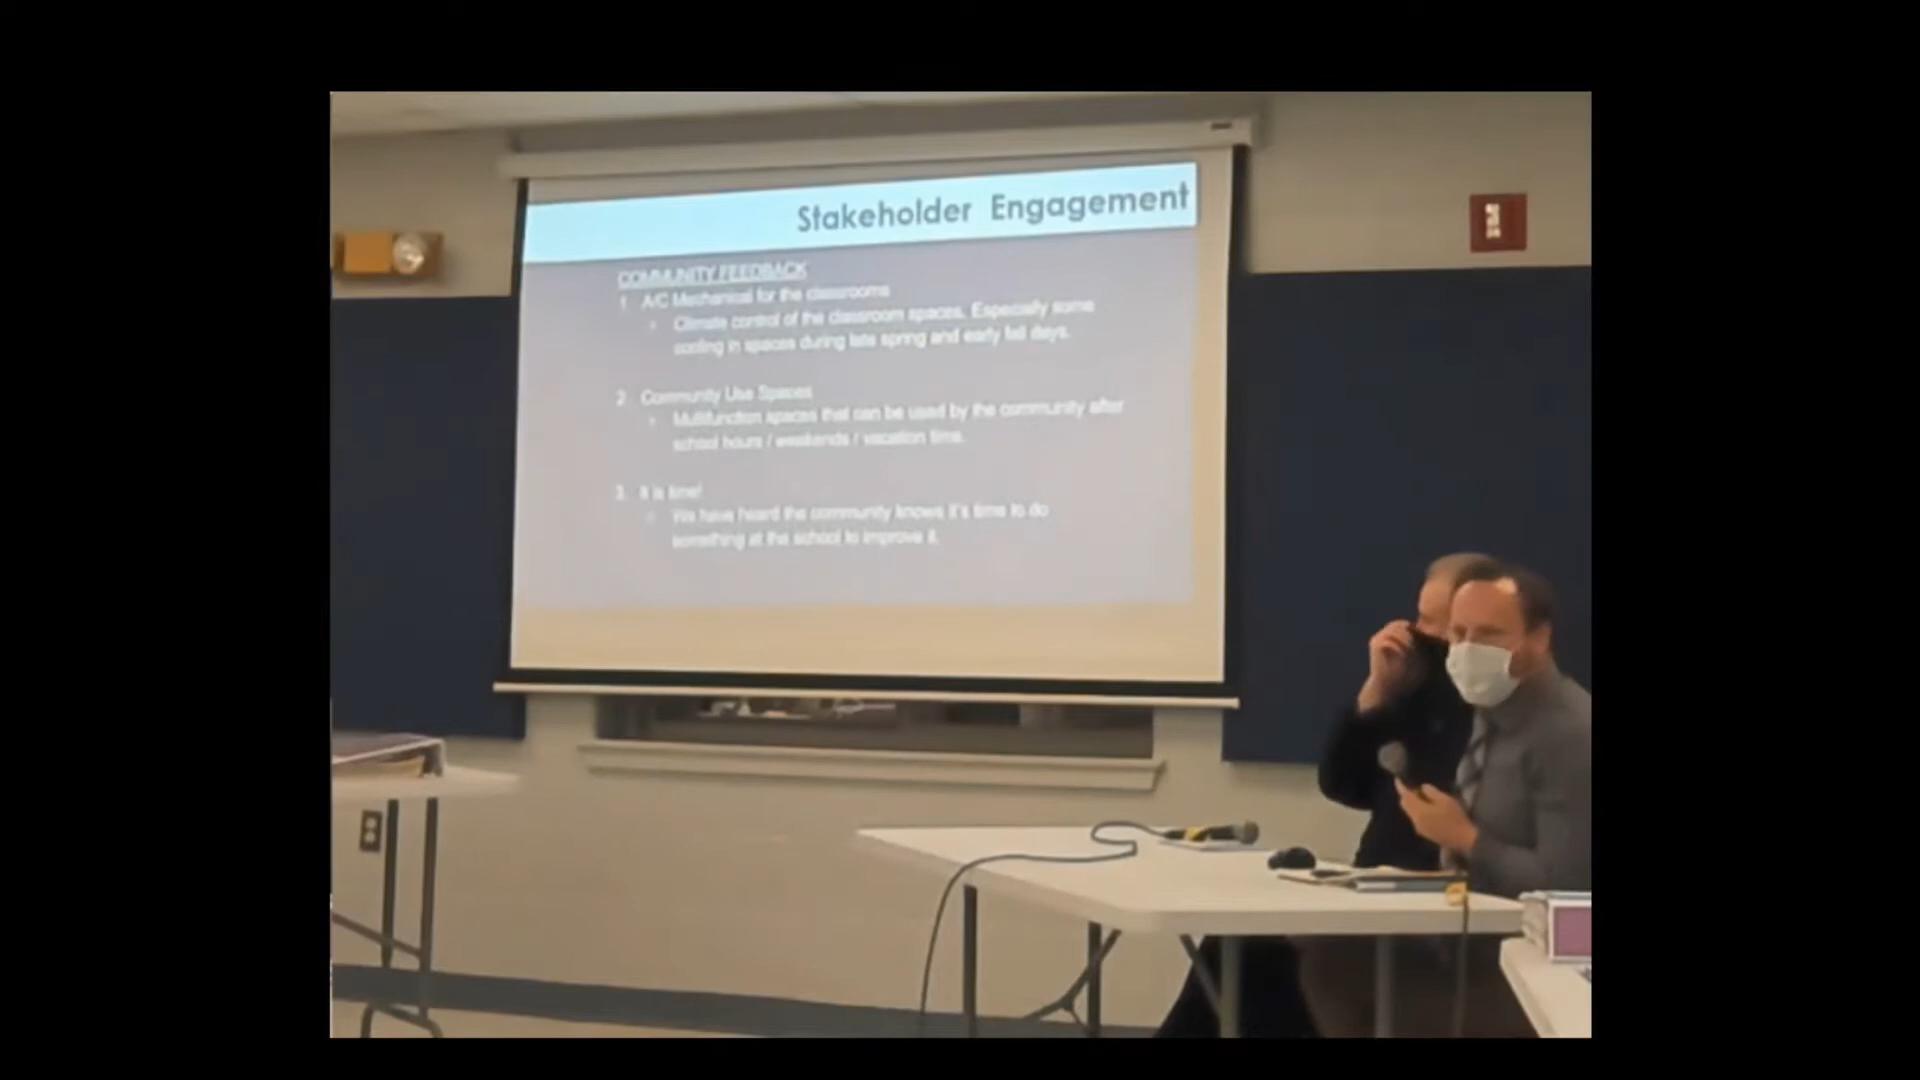 Stakeholder Engagement
COMMUNITY FEEDBACK
1. A/C Mechanical for the classrooms
Climate control of the classroom spaces. Especially some
cooling in spaces during late spring and early fall days.
2. Community Use Spaces
Multifunction spaces that can be used by the community after
school hours / weekends / vacation time.
3. It is time!
We have heard the community knows it's time to do
something at the school to improve it.